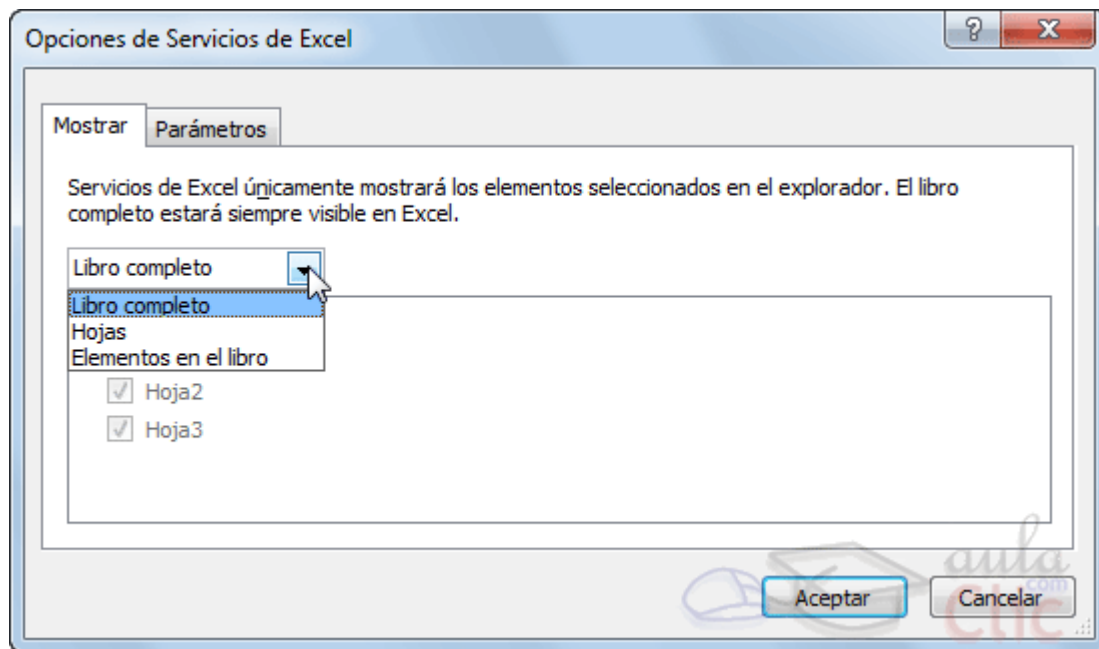 Opciones de Servicios de Excel
Mostrar
Parámetros
Servicios de Excel únicamente mostrará los elementos seleccionados en el explorador. El libro
completo estará siempre visible en Excel.
Libro completo
Libro completo
Hojas
Elementos en el libro
Hoja2
Hoja3
Aceptar
Cancelar
aula
Clic
com